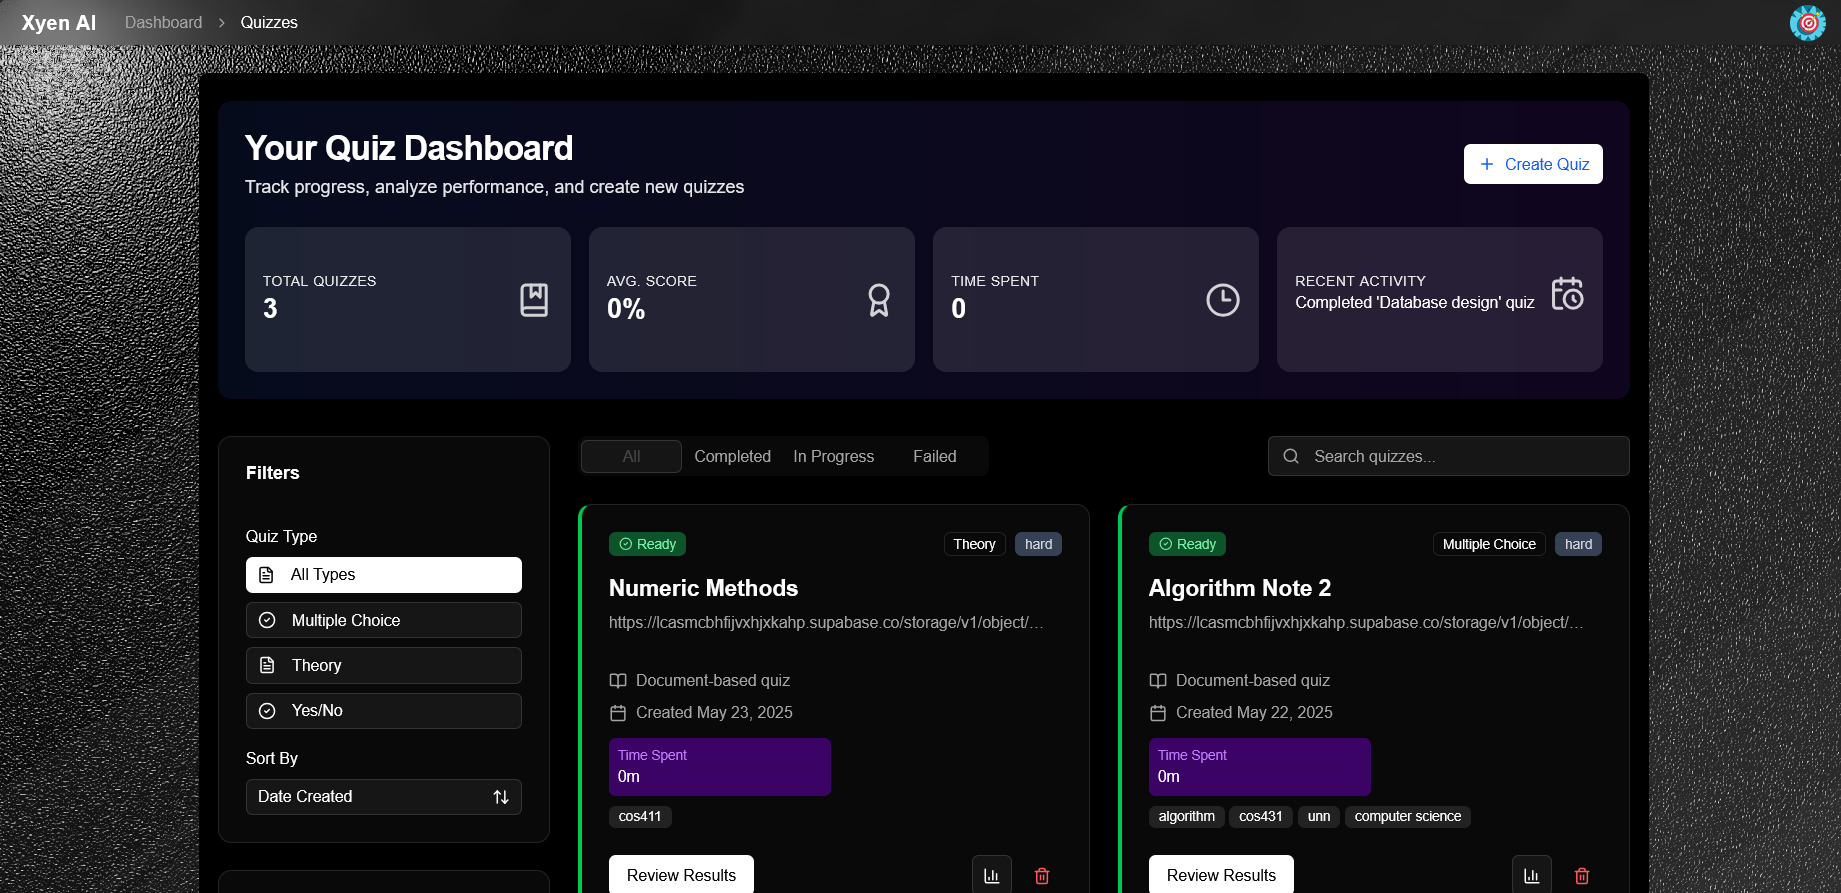 Xyen AI
Dashboard > Quizzes
Your Quiz Dashboard
Track progress, analyze performance, and create new quizzes
Create Quiz
TOTAL QUIZZES
3
AVG. SCORE
0%
TIME SPENT
0
RECENT ACTIVITY
Completed 'Database design' quiz
Filters
Quiz Type
All Types
Multiple Choice
Theory
Yes/No
Sort By
Date Created
All
Completed
In Progress
Failed
Search quizzes...
Ready
Theory
hard
Numeric Methods
https://lcasmcbhfijvxhjxkahp.supabase.co/storage/v1/object/…
Document-based quiz
Created May 23, 2025
Time Spent
0m
cos411
Review Results
Ready
Multiple Choice
hard
Algorithm Note 2
https://lcasmcbhfijvxhjxkahp.supabase.co/storage/v1/object/…
Document-based quiz
Created May 22, 2025
Time Spent
0m
algorithm
cos431
unn
computer science
Review Results